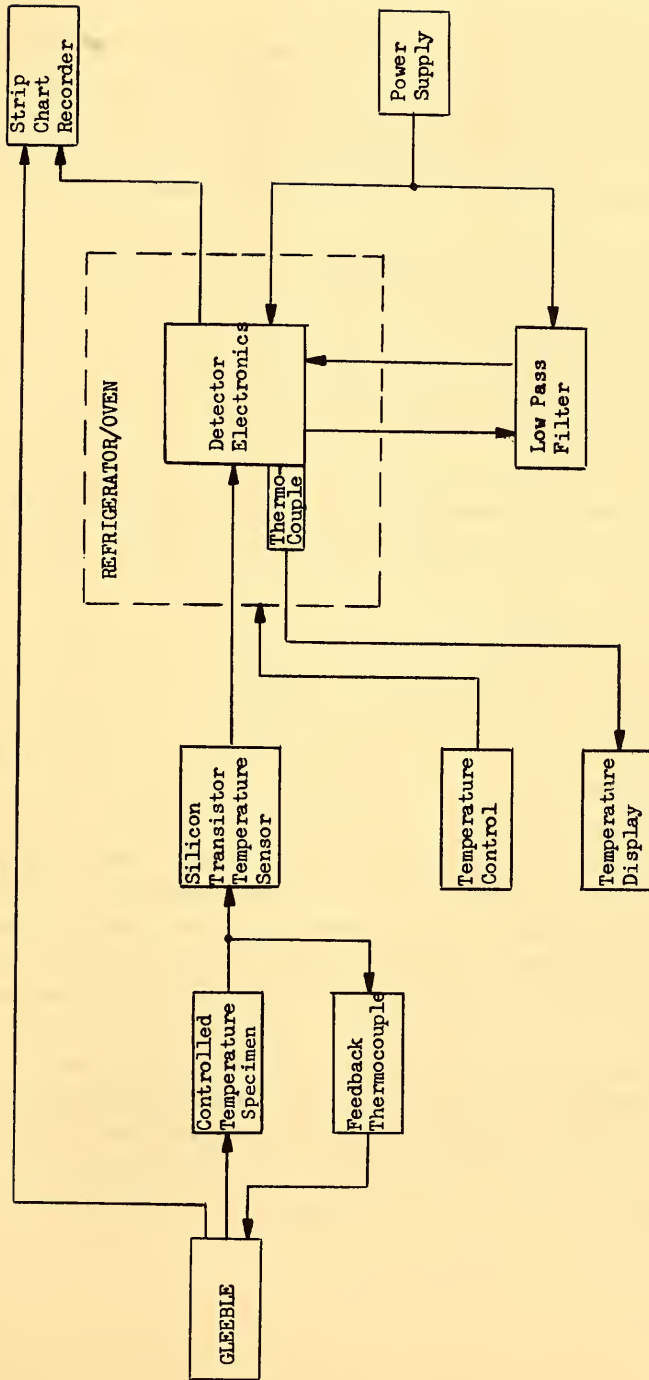 Strip
Chart
Recorder
Power
Supply
REFRIGERATOR/OVEN
Detector
Electronics
Thermo-
Couple
Low Pass
Filter
Silicon
Transistor
Temperature
Sensor
Temperature
Control
Temperature
Display
Controlled
Temperature
Specimen
Feedback
Thermocouple
GLEEBLE